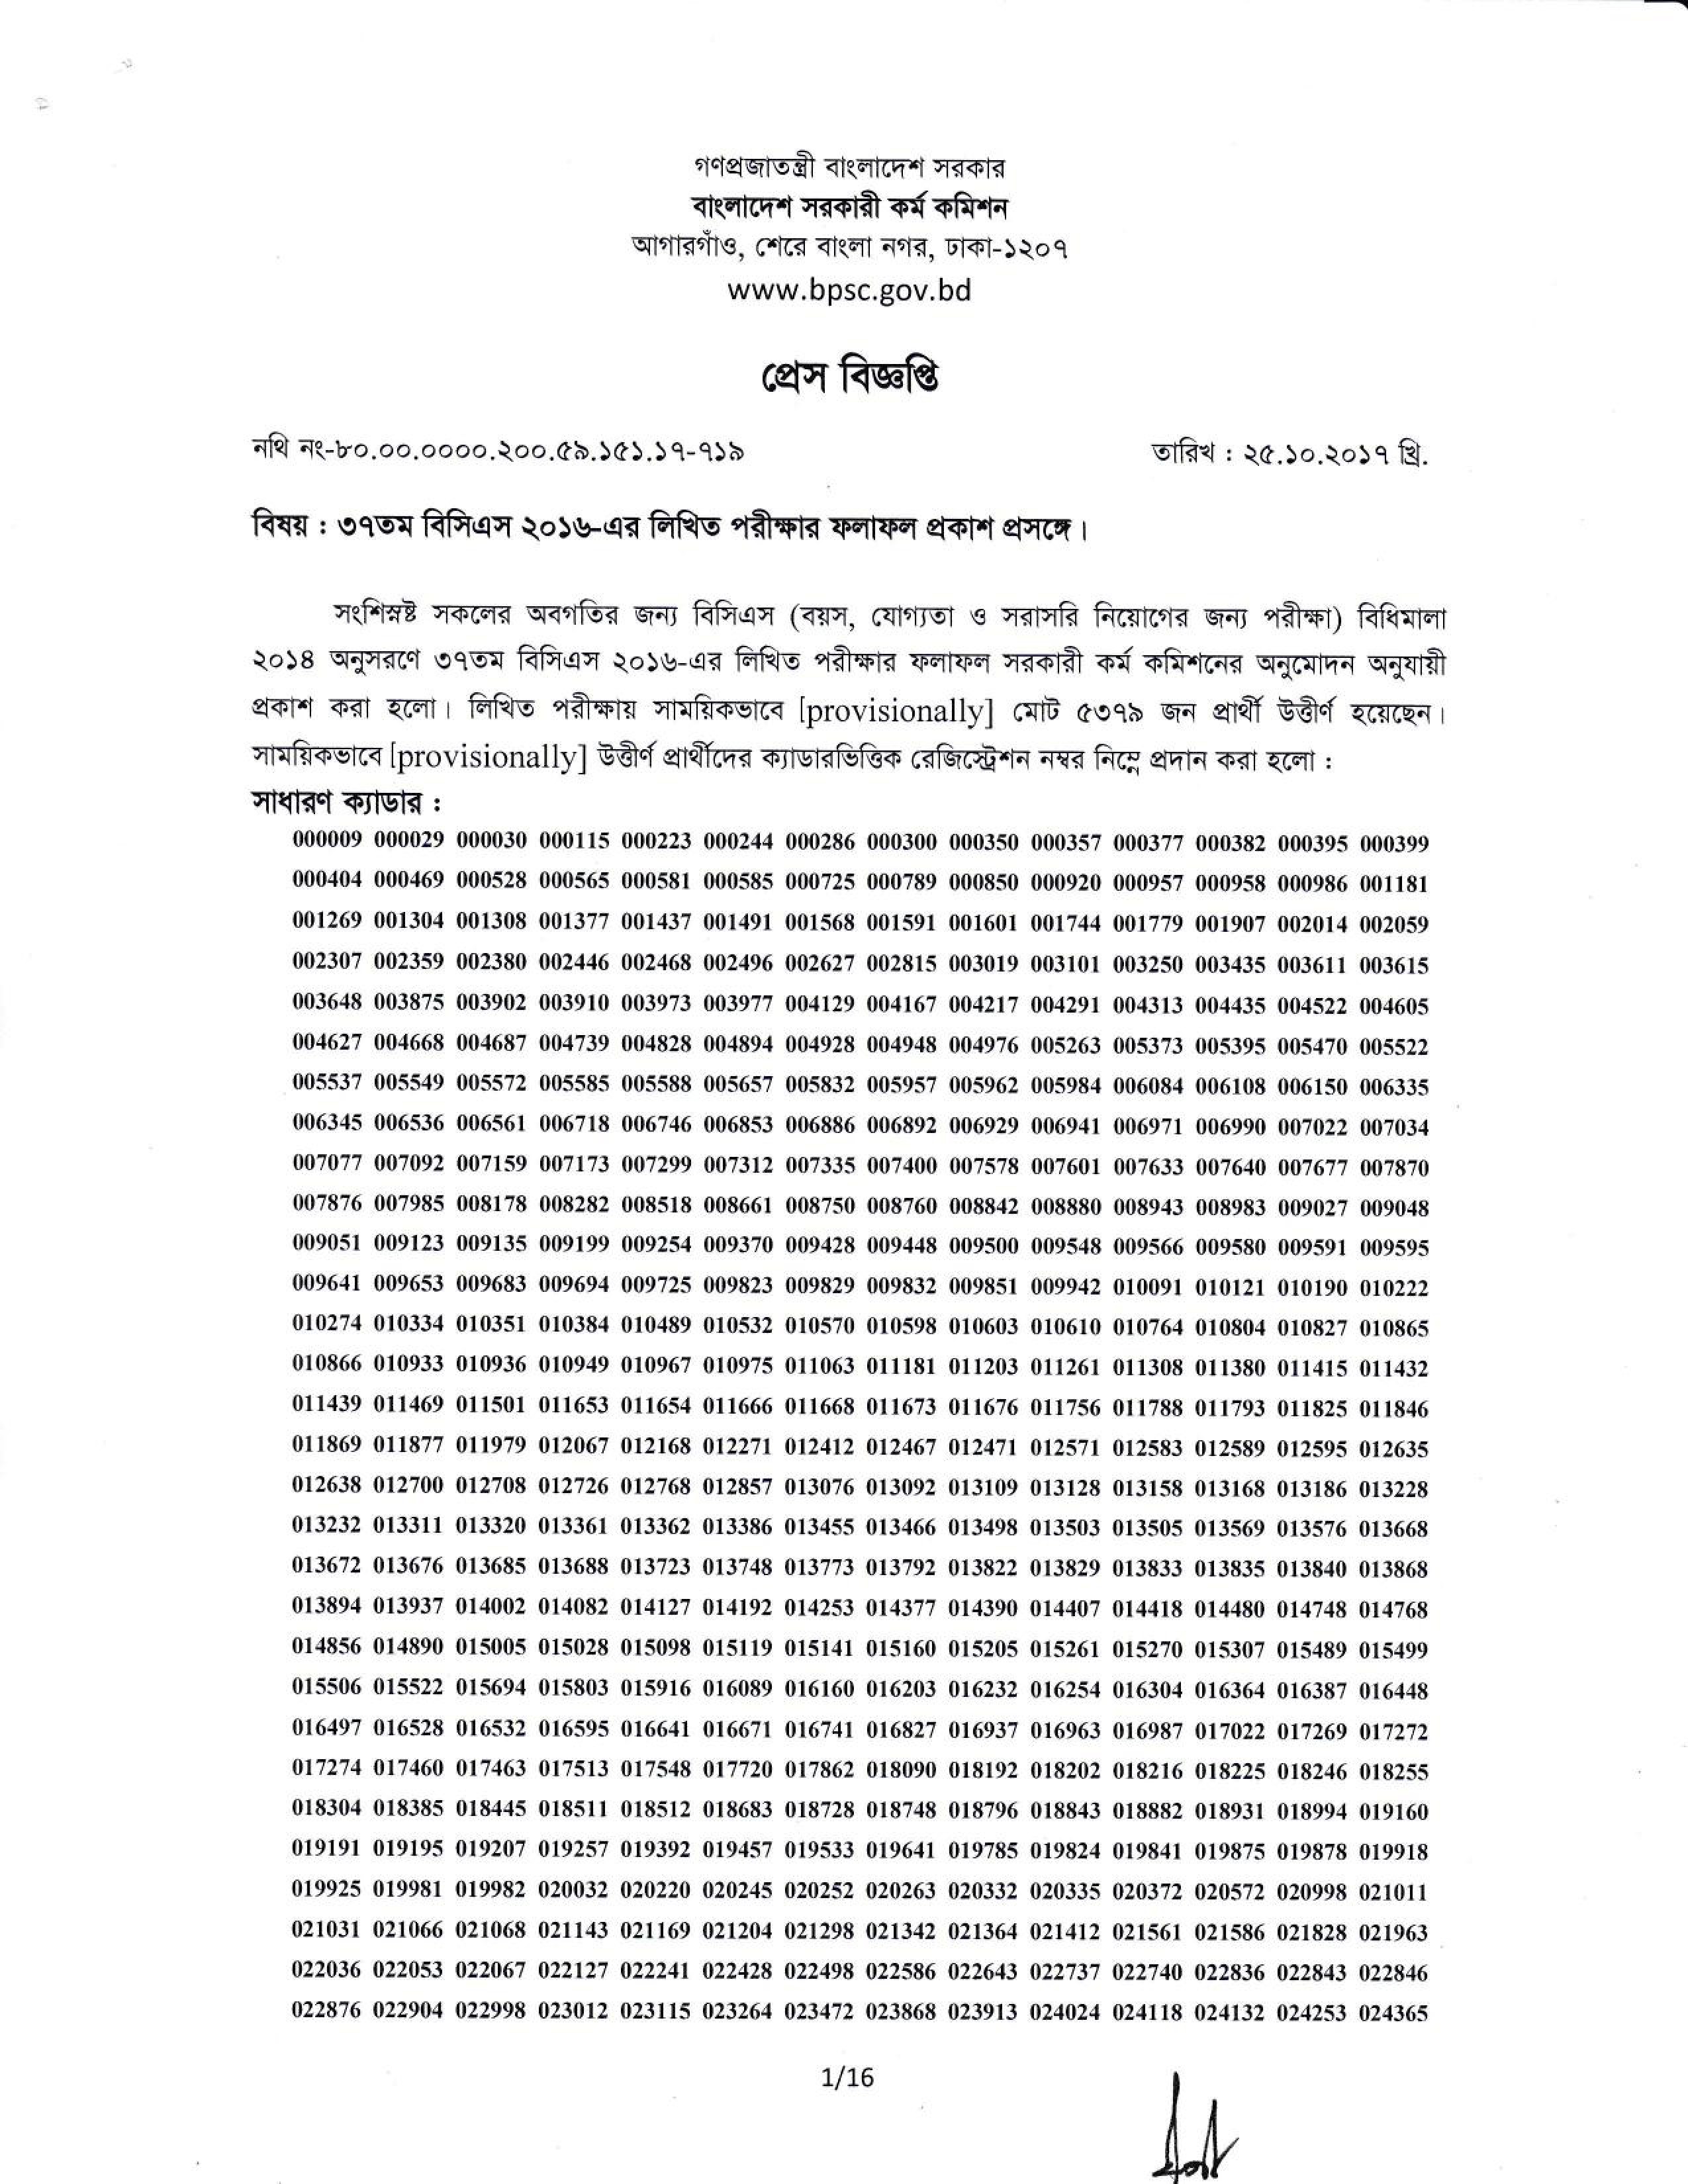 গণপ্রজাতন্ত্রী বাংলাদেশ সরকার
বাংলাদেশ সরকারী কর্ম কমিশন
আগারগাঁও, শেরে বাংলা নগর, ঢাকা-১২০৭
www.bpsc.gov.bd
প্রেস বিজ্ঞপ্তি
নথি নং-৮০.০০.০০০০.২০০.৫৯.১৫১.১৭-৭১৯ তারিখ : ২৫.১০.২০১৭ খ্রি.
বিষয় : ৩৭তম বিসিএস ২০১৬-এর লিখিত পরীক্ষার ফলাফল প্রকাশ প্রসঙ্গে।
সংশিস্নষ্ট সকলের অবগতির জন্য বিসিএস (বয়স, যোগ্যতা ও সরাসরি নিয়োগের জন্য পরীক্ষা) বিধিমালা
২০১৪ অনুসরণে ৩৭তম বিসিএস ২০১৬-এর লিখিত পরীক্ষার ফলাফল সরকারী কর্ম কমিশনের অনুমোদন অনুযায়ী
প্রকাশ করা হলো। লিখিত পরীক্ষায় সাময়িকভাবে [provisionally] মোট ৫৩৭৯ জন প্রার্থী উত্তীর্ণ হয়েছেন।
সাময়িকভাবে [provisionally] উত্তীর্ণ প্রার্থীদের ক্যাডারভিত্তিক রেজিস্ট্রেশন নম্বর নিম্নে প্রদান করা হলো :
সাধারণ ক্যাডার :
000009 000029 000030 000115 000223 000244 000286 000300 000350 000357 000377 000382 000395 000399
000404 000469 000528 000565 000581 000585 000725 000789 000850 000920 000957 000958 000986 001181
001269 001304 001308 001377 001437 001491 001568 001591 001601 001744 001779 001907 002014 002059
002307 002359 002380 002446 002468 002496 002627 002815 003019 003101 003250 003435 003611 003615
003648 003875 003902 003910 003973 003977 004129 004167 004217 004291 004313 004435 004522 004605
004627 004668 004687 004739 004828 004894 004928 004948 004976 005263 005373 005395 005470 005522
005537 005549 005572 005585 005588 005657 005832 005957 005962 005984 006084 006108 006150 006335
006345 006536 006561 006718 006746 006853 006886 006892 006929 006941 006971 006990 007022 007034
007077 007092 007159 007173 007299 007312 007335 007400 007578 007601 007633 007640 007677 007870
007876 007985 008178 008282 008518 008661 008750 008760 008842 008880 008943 008983 009027 009048
009051 009123 009135 009199 009254 009370 009428 009448 009500 009548 009566 009580 009591 009595
009641 009653 009683 009694 009725 009823 009829 009832 009851 009942 010091 010121 010190 010222
010274 010334 010351 010384 010489 010532 010570 010598 010603 010610 010764 010804 010827 010865
010866 010933 010936 010949 010967 010975 011063 011181 011203 011261 011308 011380 011415 011432
011439 011469 011501 011653 011654 011666 011668 011673 011676 011756 011788 011793 011825 011846
011869 011877 011979 012067 012168 012271 012412 012467 012471 012571 012583 012589 012595 012635
012638 012700 012708 012726 012768 012857 013076 013092 013109 013128 013158 013168 013186 013228
013232 013311 013320 013361 013362 013386 013455 013466 013498 013503 013505 013569 013576 013668
013672 013676 013685 013688 013723 013748 013773 013792 013822 013829 013833 013835 013840 013868
013894 013937 014002 014082 014127 014192 014253 014377 014390 014407 014418 014480 014748 014768
014856 014890 015005 015028 015098 015119 015141 015160 015205 015261 015270 015307 015489 015499
015506 015522 015694 015803 015916 016089 016160 016203 016232 016254 016304 016364 016387 016448
016497 016528 016532 016595 016641 016671 016741 016827 016937 016963 016987 017022 017269 017272
017274 017460 017463 017513 017548 017720 017862 018090 018192 018202 018216 018225 018246 018255
018304 018385 018445 018511 018512 018683 018728 018748 018796 018843 018882 018931 018994 019160
019191 019195 019207 019257 019392 019457 019533 019641 019785 019824 019841 019875 019878 019918
019925 019981 019982 020032 020220 020245 020252 020263 020332 020335 020372 020572 020998 021011
021031 021066 021068 021143 021169 021204 021298 021342 021364 021412 021561 021586 021828 021963
022036 022053 022067 022127 022241 022428 022498 022586 022643 022737 022740 022836 022843 022846
022876 022904 022998 023012 023115 023264 023472 023868 023913 024024 024118 024132 024253 024365
1/16